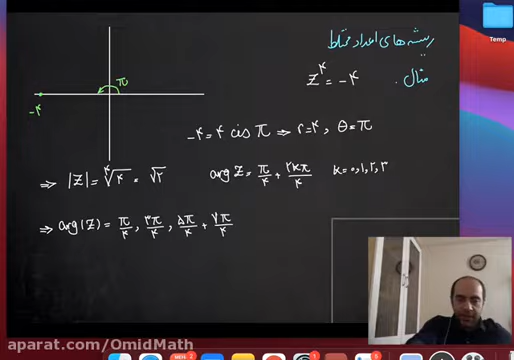 ریشه های اعداد مختلط
مثال. z^۴ = -۴
π
-۴
-۴ = ۴ cis π ⇒ r = ۴ , θ = π
⇒ |z| = ∜۴ = √۲    arg z = π/۴ + ۲kπ/۴    k = ۰, ۱, ۲, ۳
⇒ arg(z) = π/۴, ۳π/۴, ۵π/۴ + ۷π/۴
Temp
aparat.com/OmidMath